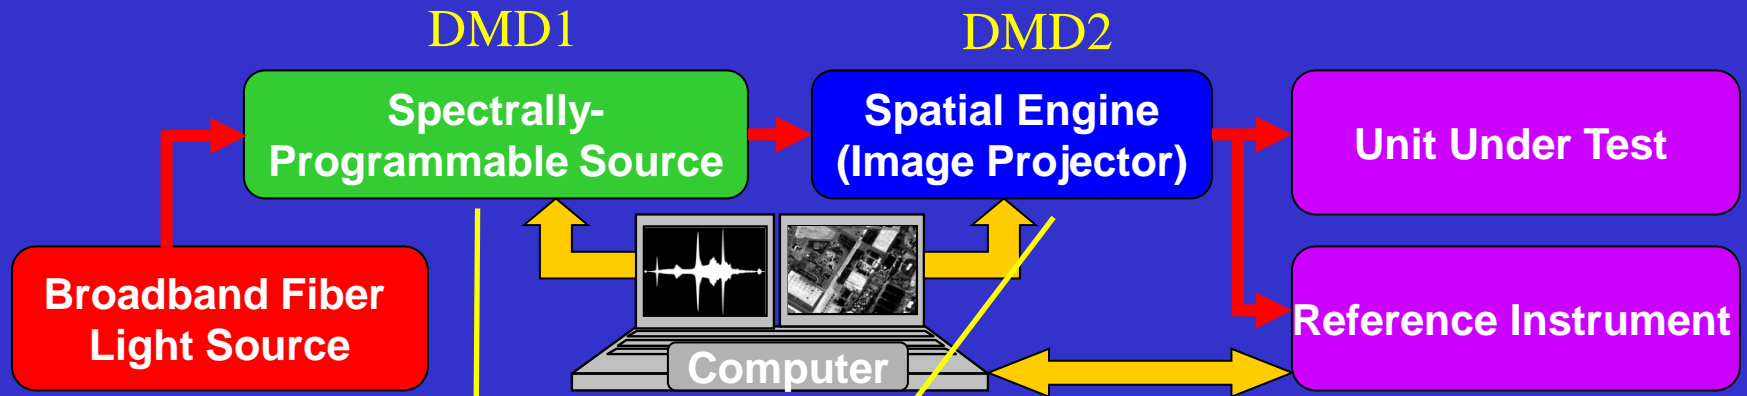 DMD1
DMD2
Spectrally-
Programmable Source
Spatial Engine
(Image Projector)
Unit Under Test
Broadband Fiber
Light Source
Computer
Reference Instrument